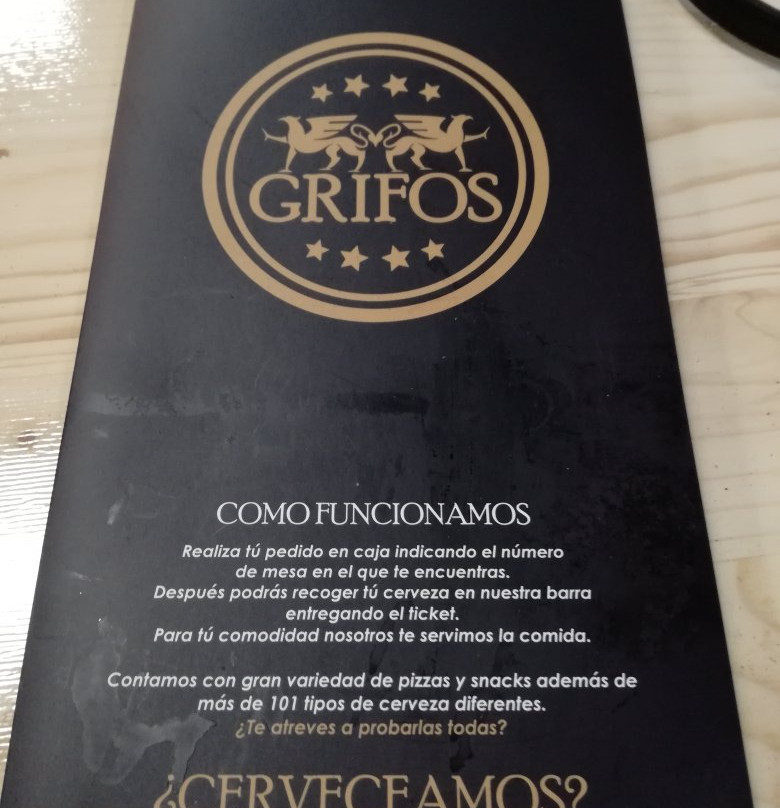 GRIFOS
COMO FUNCIONAMOS
Realiza tú pedido en caja indicando el número
de mesa en el que te encuentras.
Después podrás recoger tú cerveza en nuestra barra
entregando el ticket.
Para tú comodidad nosotros te servimos la comida.
Contamos con gran variedad de pizzas y snacks además de
más de 101 tipos de cerveza diferentes.
¿Te atreves a probarlas todas?
¿CERVECEAMOS?